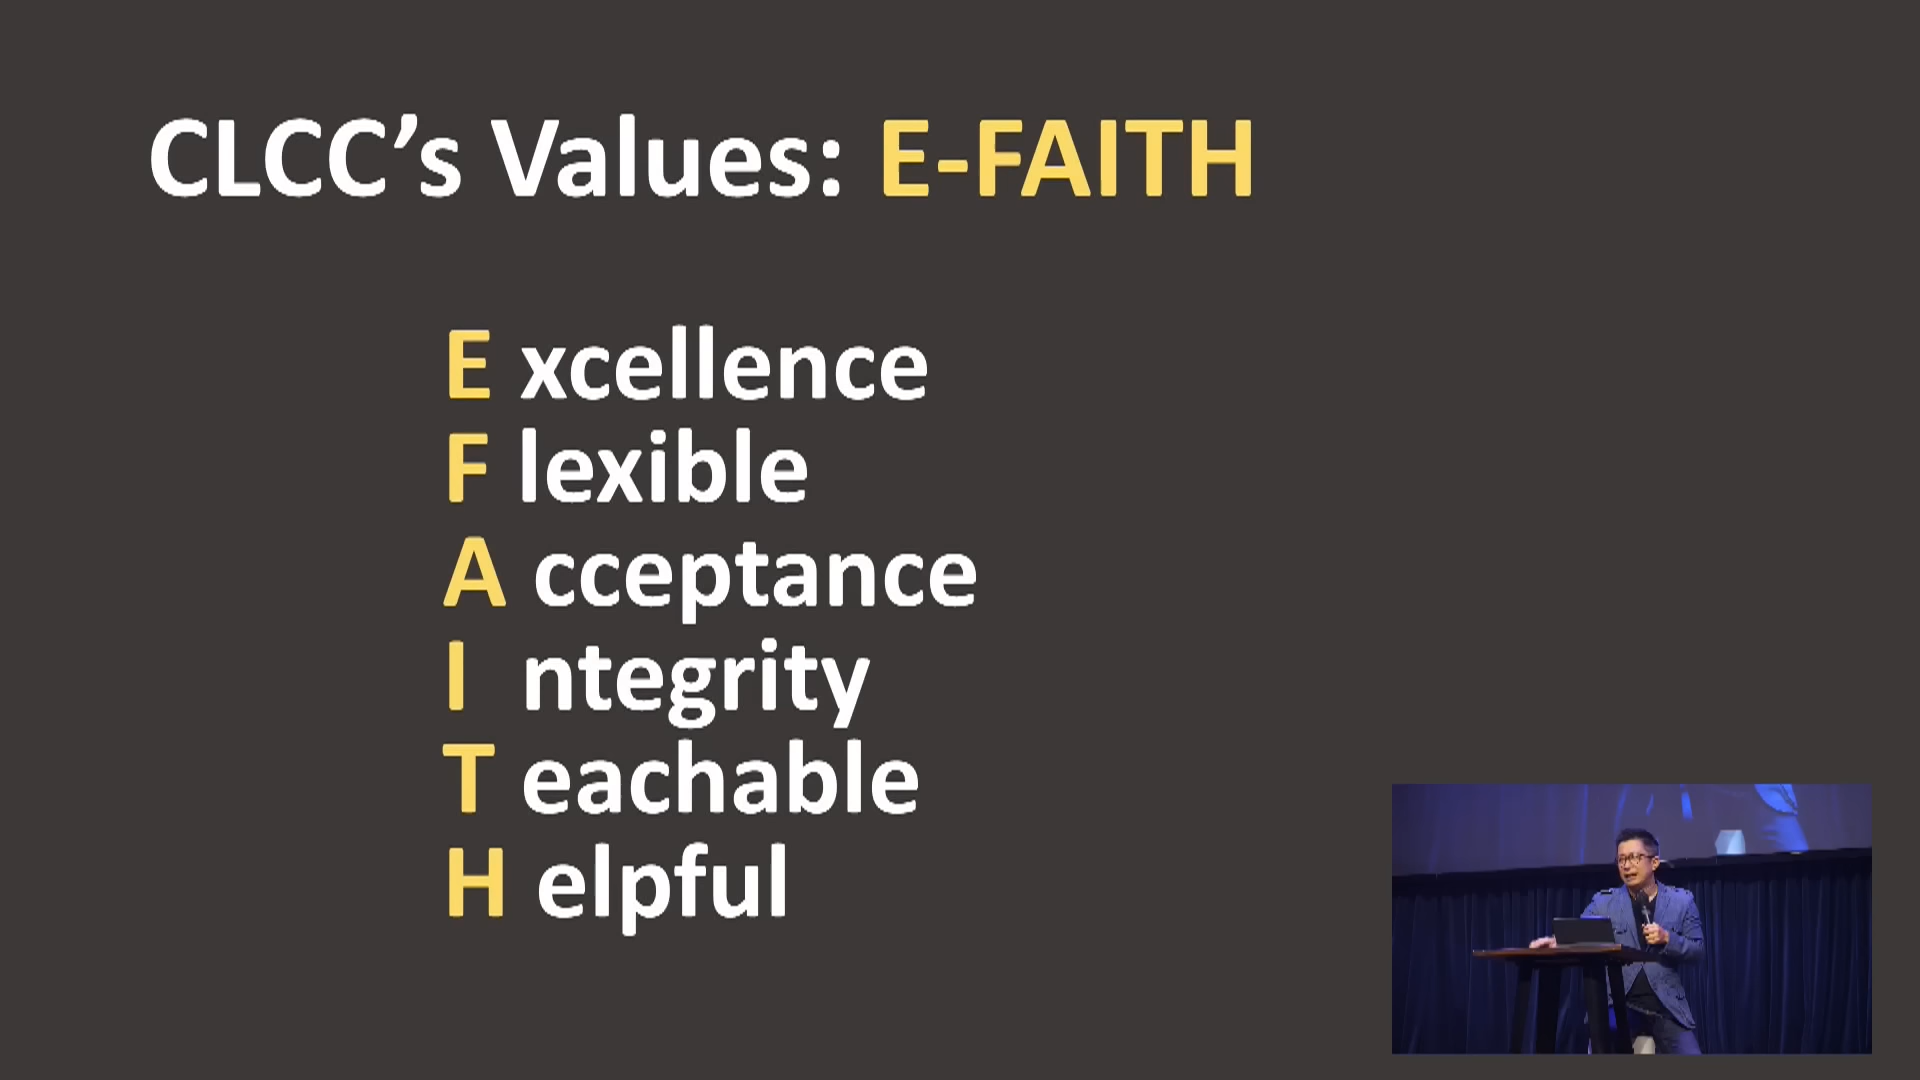 CLCC’s Values: E-FAITH
E xcellence
F lexible
A cceptance
I ntegrity
T eachable
H elpful